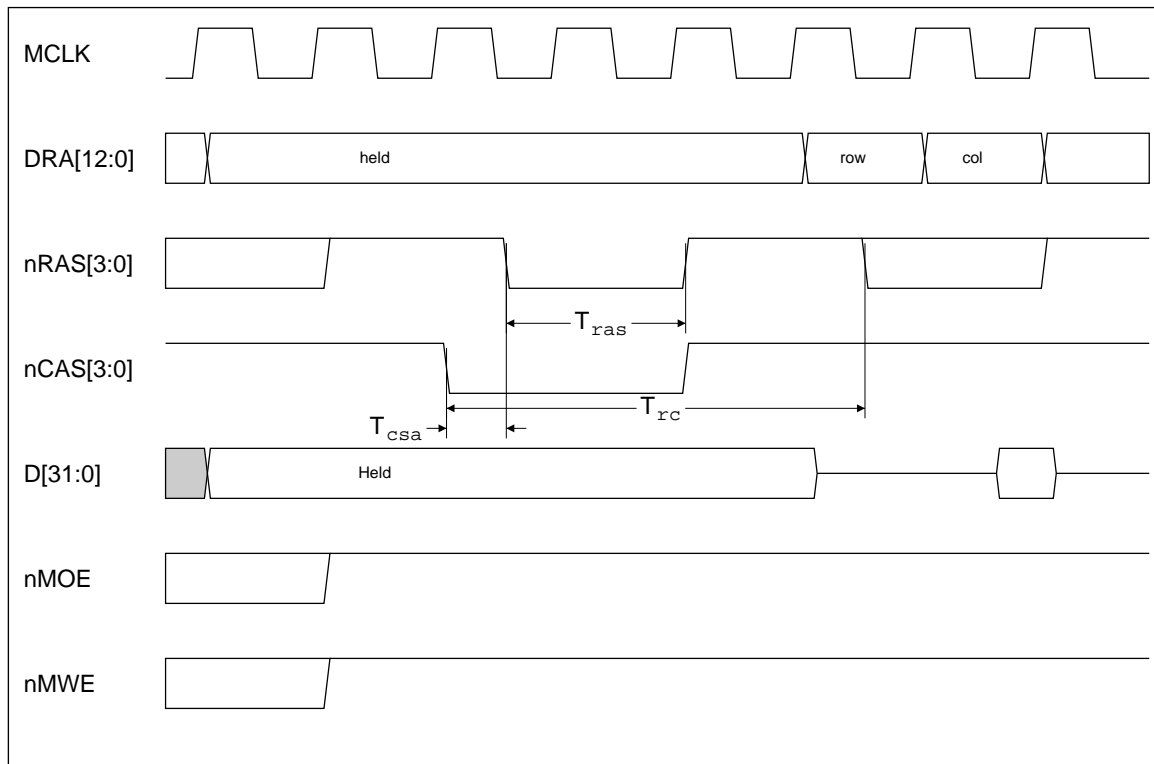 MCLK
DRA[12:0]
held
row
col
nRAS[3:0]
Tras
nCAS[3:0]
Trc
Tcsa
D[31:0]
Held
nMOE
nMWE